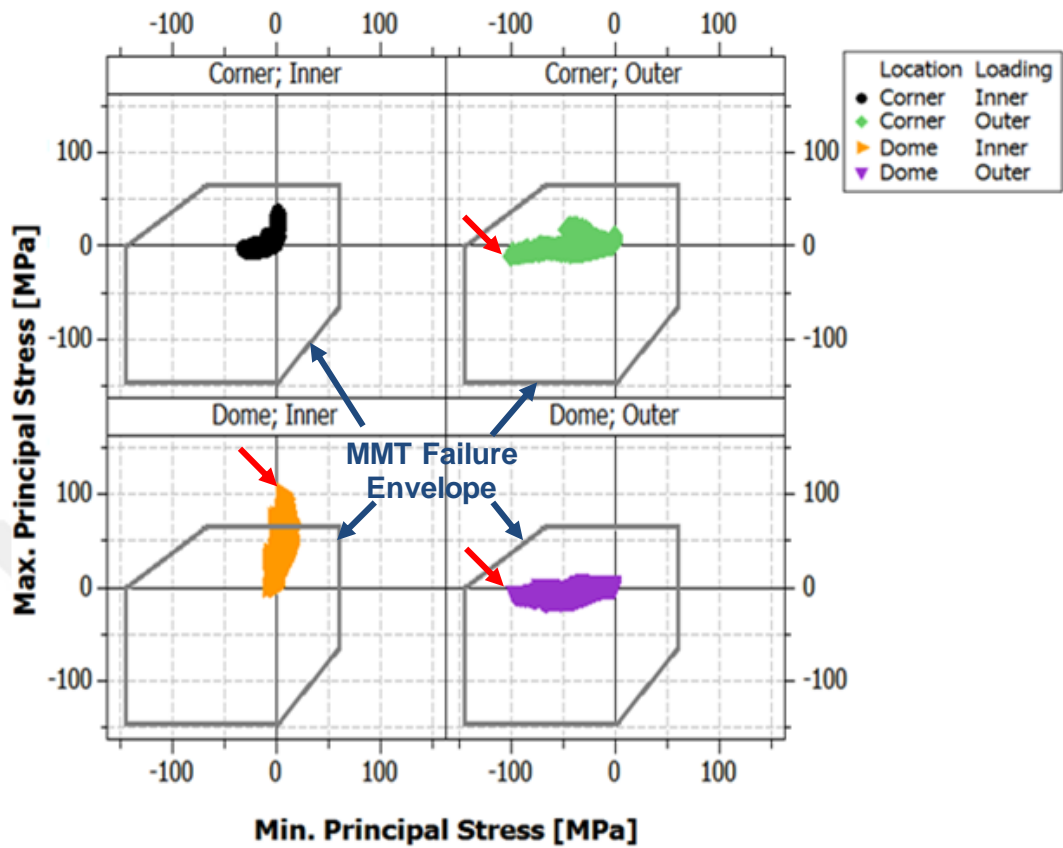 -100 0 100 -100 0 100
Corner; Inner Corner; Outer
Location Loading
Corner Inner
Corner Outer
Dome Inner
Dome Outer
100 100
0 0
-100 -100
Dome; Inner Dome; Outer
MMT Failure
Envelope
100 100
0 0
-100 -100
-100 0 100 -100 0 100
Max. Principal Stress [MPa]
Min. Principal Stress [MPa]